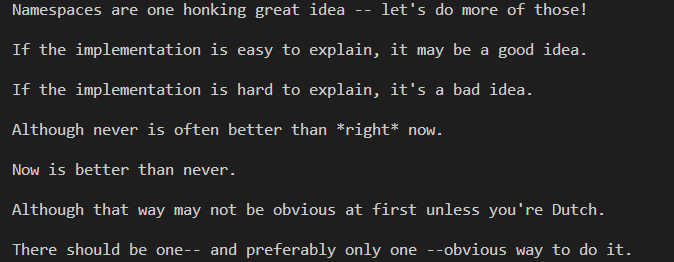 Namespaces are one honking great idea -- let's do more of those!
If the implementation is easy to explain, it may be a good idea.
If the implementation is hard to explain, it's a bad idea.
Although never is often better than *right* now.
Now is better than never.
Although that way may not be obvious at first unless you're Dutch.
There should be one-- and preferably only one --obvious way to do it.